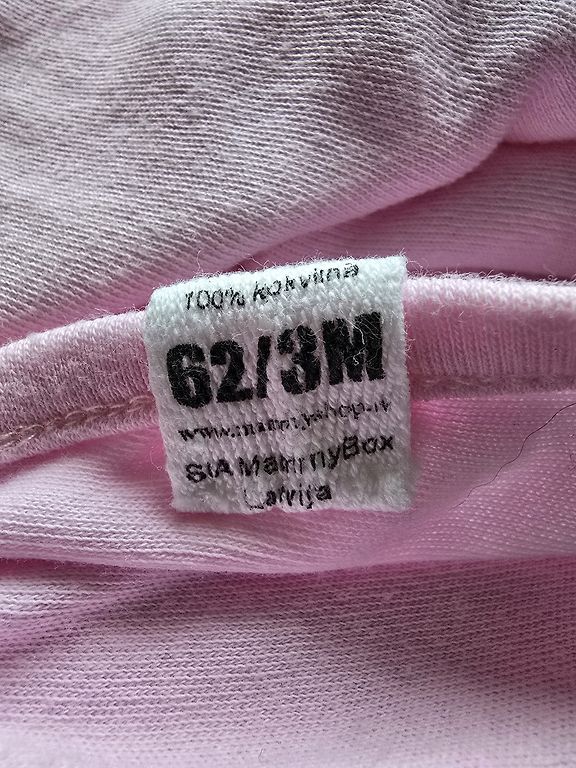 100% kokvilna
62/3M
www.mammyshop.lv
SIA MammyBox
Latvija